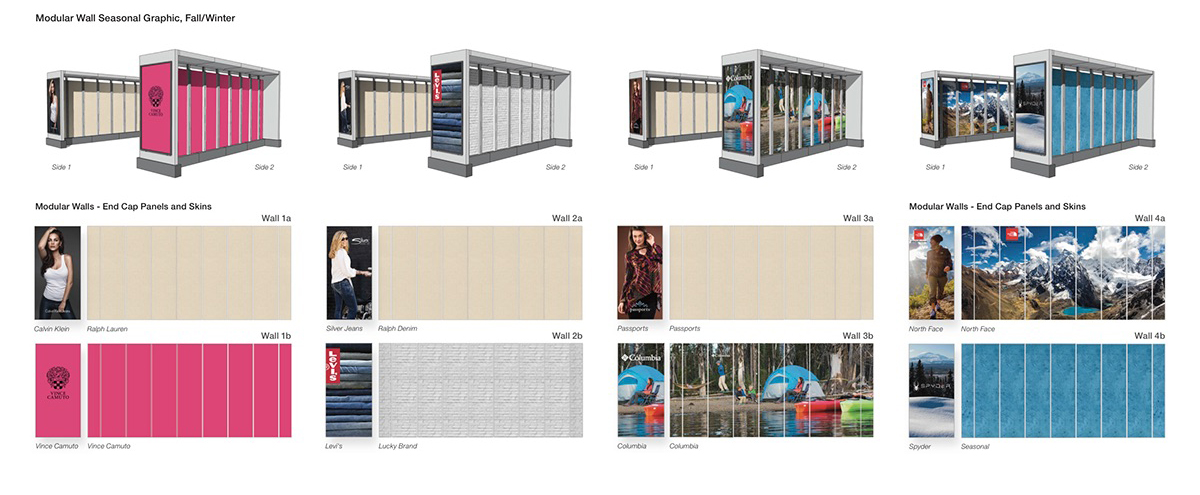 Modular Wall Seasonal Graphic, Fall/Winter
VINCE CAMUTO
LEVI'S
Columbia
SPYDER
Side 1
Side 2
Side 1
Side 2
Side 1
Side 2
Side 1
Side 2
Modular Walls - End Cap Panels and Skins
Modular Walls - End Cap Panels and Skins
Wall 1a
Wall 2a
Wall 3a
Wall 4a
Calvin Klein Jeans
Silver
passports
Calvin Klein
Ralph Lauren
Silver Jeans
Ralph Denim
Passports
Passports
North Face
North Face
Wall 1b
Wall 2b
Wall 3b
Wall 4b
VINCE
CAMUTO
LEVI'S
Columbia
Columbia
SPYDER
Vince Camuto
Vince Camuto
Levi's
Lucky Brand
Columbia
Columbia
Spyder
Seasonal